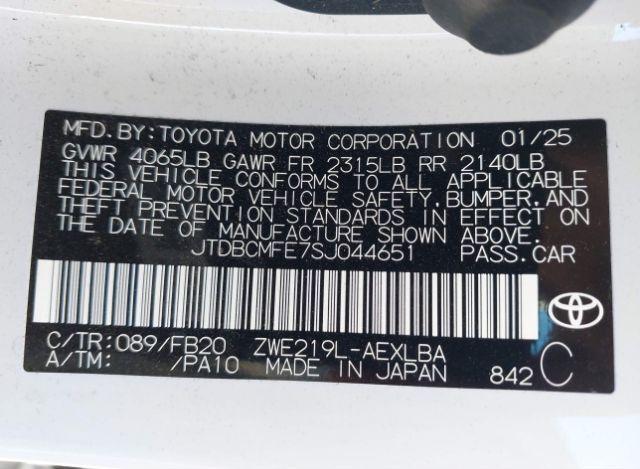 MFD.BY:TOYOTA MOTOR CORPORATION 01/25
GVWR 4065LB GAWR FR 2315LB RR 2140LB
THIS VEHICLE CONFORMS TO ALL APPLICABLE
FEDERAL MOTOR VEHICLE SAFETY,BUMPER,AND
THEFT PREVENTION STANDARDS IN EFFECT ON
THE DATE OF MANUFACTURE SHOWN ABOVE.
JTDBCMFE7SJ044651 PASS.CAR
C/TR:089/FB20 ZWE219L-AEXLBA
A/TM: /PA10 MADE IN JAPAN 842 C